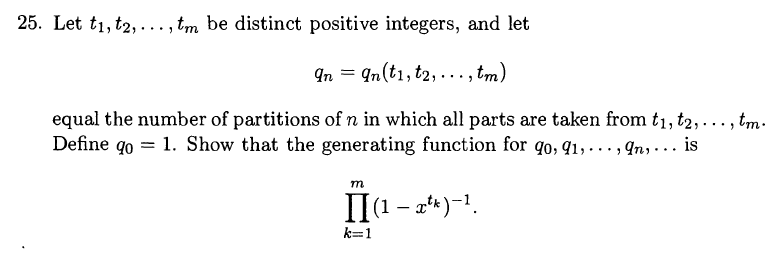 25. Let t₁, t₂, . . . , tₘ be distinct positive integers, and let
qₙ = qₙ(t₁, t₂, . . . , tₘ)
equal the number of partitions of n in which all parts are taken from t₁, t₂, . . . , tₘ.
Define q₀ = 1. Show that the generating function for q₀, q₁, . . . , qₙ, . . . is
m
∏(1 − x^{tₖ})⁻¹.
k=1